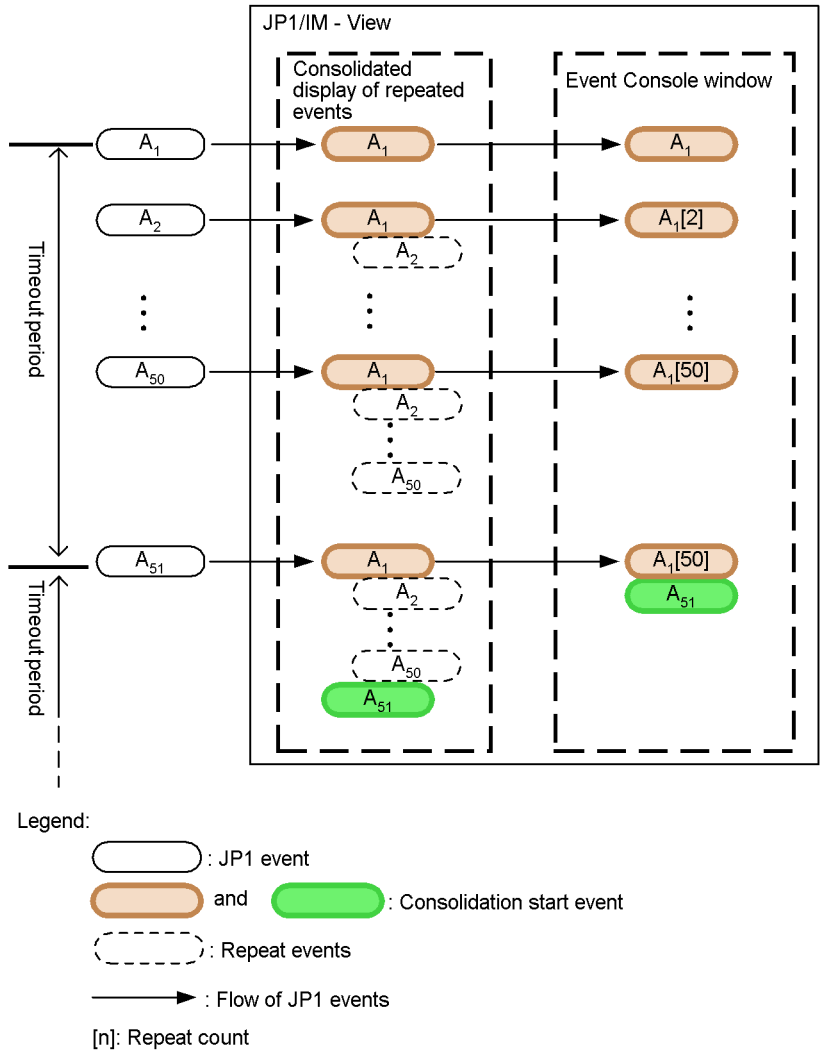 JP1/IM - View
Consolidated
display of repeated
events
Event Console window
A1 A1 A1
A2 A1 A1[2]
A2
Timeout period
A50 A1 A1[50]
A2
A50
A51 A1 A1[50]
A2 A51
Timeout period
A50
A51
Legend:
: JP1 event
and : Consolidation start event
: Repeat events
: Flow of JP1 events
[n]: Repeat count